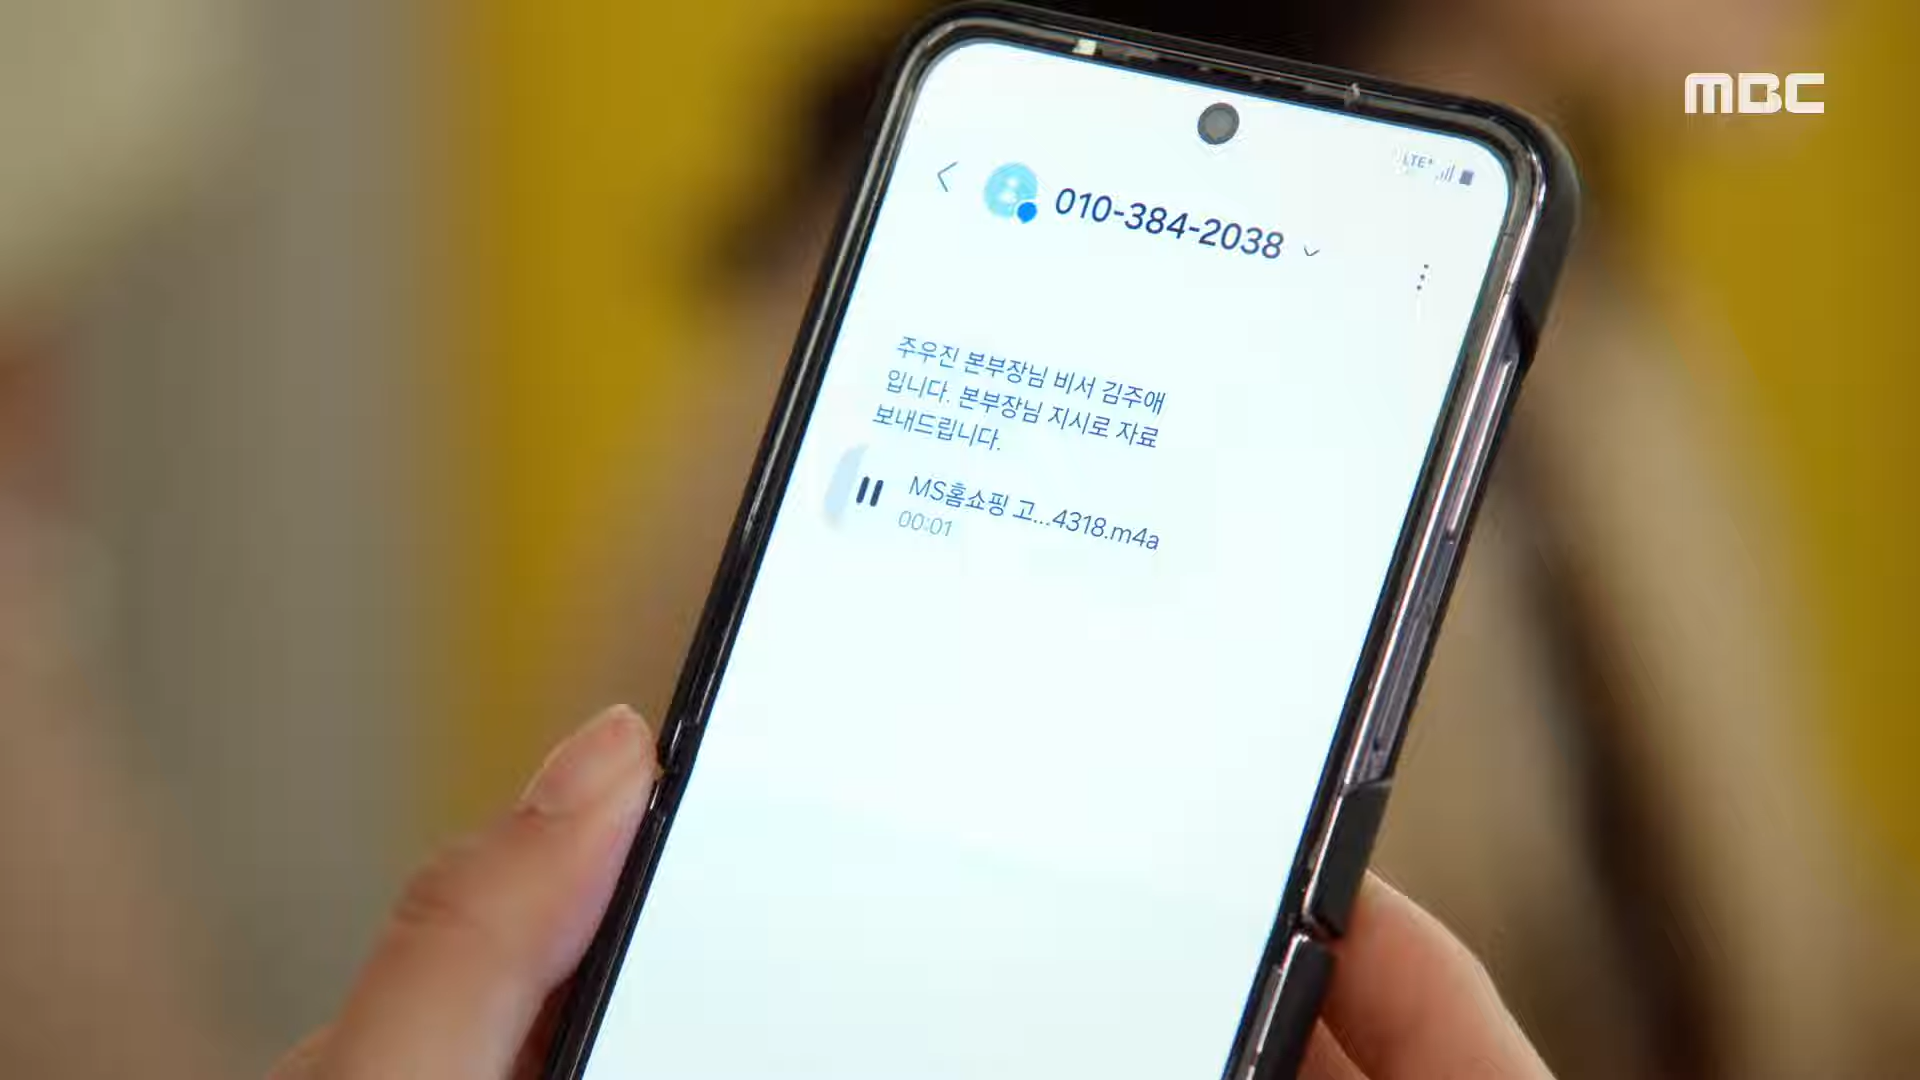 MBC
LTE+
010-384-2038
주우진 본부장님 비서 김주애
입니다. 본부장님 지시로 자료
보내드립니다.
MS홈쇼핑 고...4318.m4a
00:01